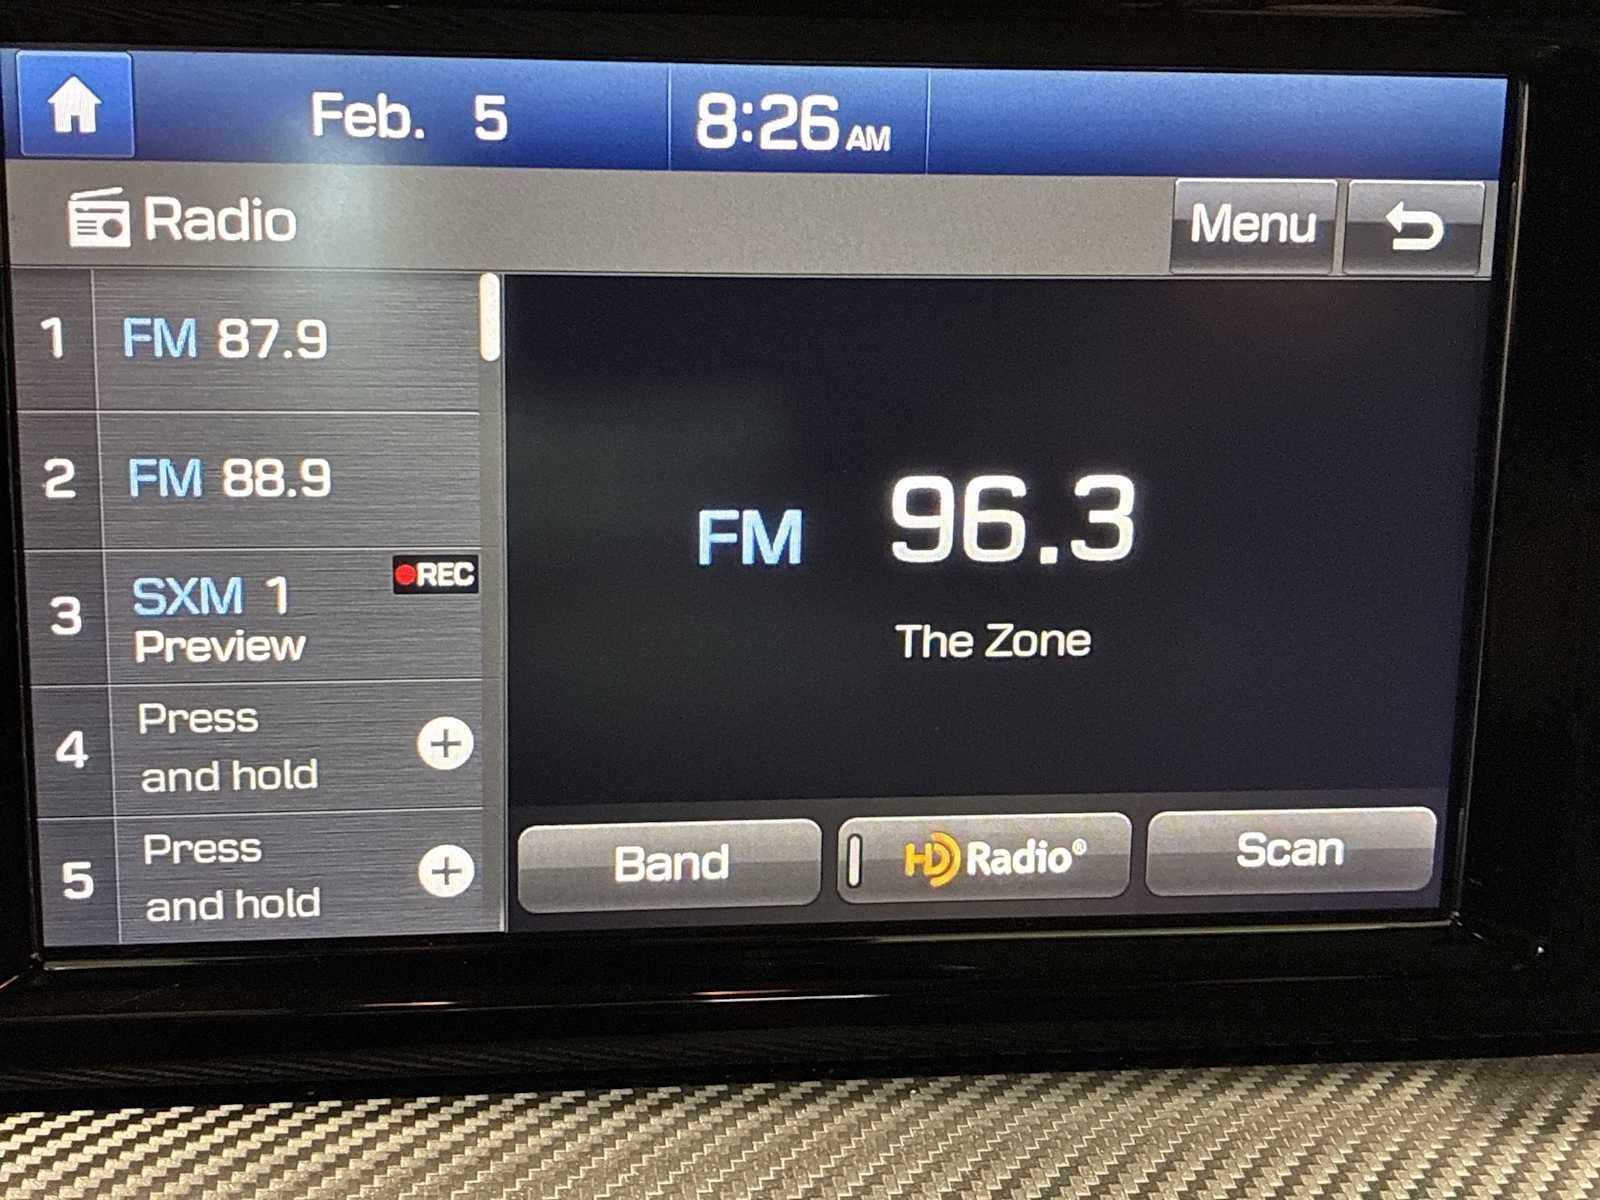 Feb. 5
8:26 AM
Radio
Menu
1 FM 87.9
2 FM 88.9
3 SXM 1
Preview
REC
4 Press
and hold
5 Press
and hold
FM 96.3
The Zone
Band
HD Radio®
Scan